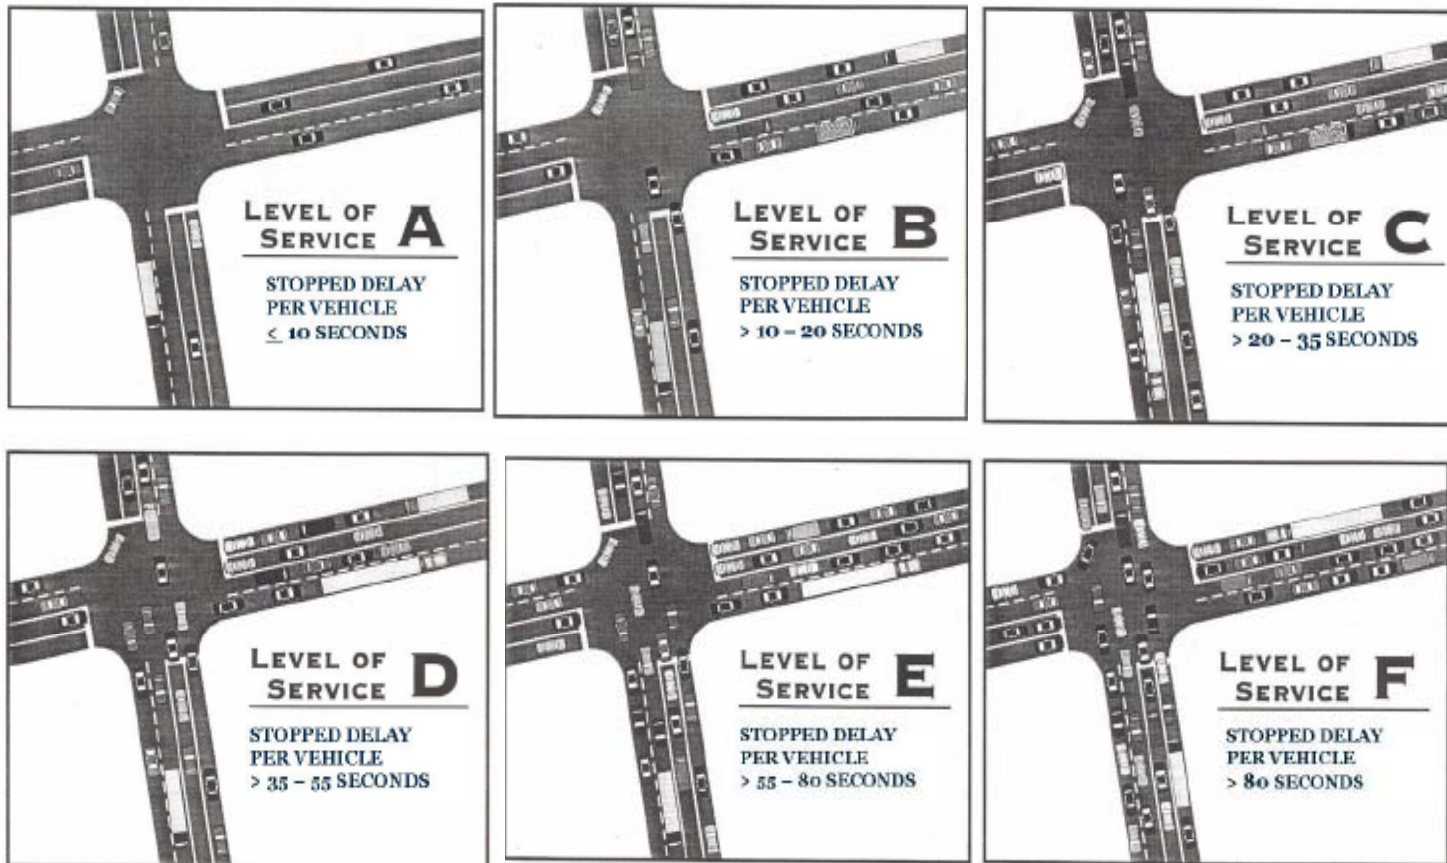 LEVEL OF
SERVICE A
STOPPED DELAY
PER VEHICLE
≤ 10 SECONDS
LEVEL OF
SERVICE B
STOPPED DELAY
PER VEHICLE
> 10 – 20 SECONDS
LEVEL OF
SERVICE C
STOPPED DELAY
PER VEHICLE
> 20 – 35 SECONDS
LEVEL OF
SERVICE D
STOPPED DELAY
PER VEHICLE
> 35 – 55 SECONDS
LEVEL OF
SERVICE E
STOPPED DELAY
PER VEHICLE
> 55 – 80 SECONDS
LEVEL OF
SERVICE F
STOPPED DELAY
PER VEHICLE
> 80 SECONDS